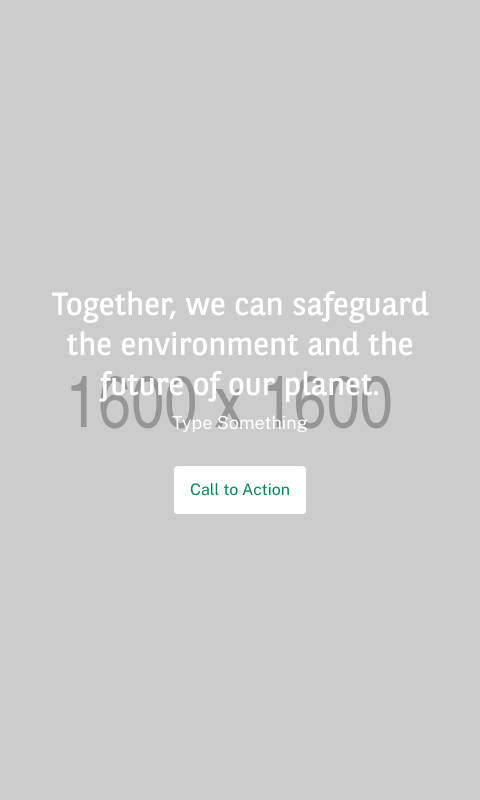 Together, we can safeguard
the environment and the
future of our planet.
1600 x 1600
Type Something
Call to Action